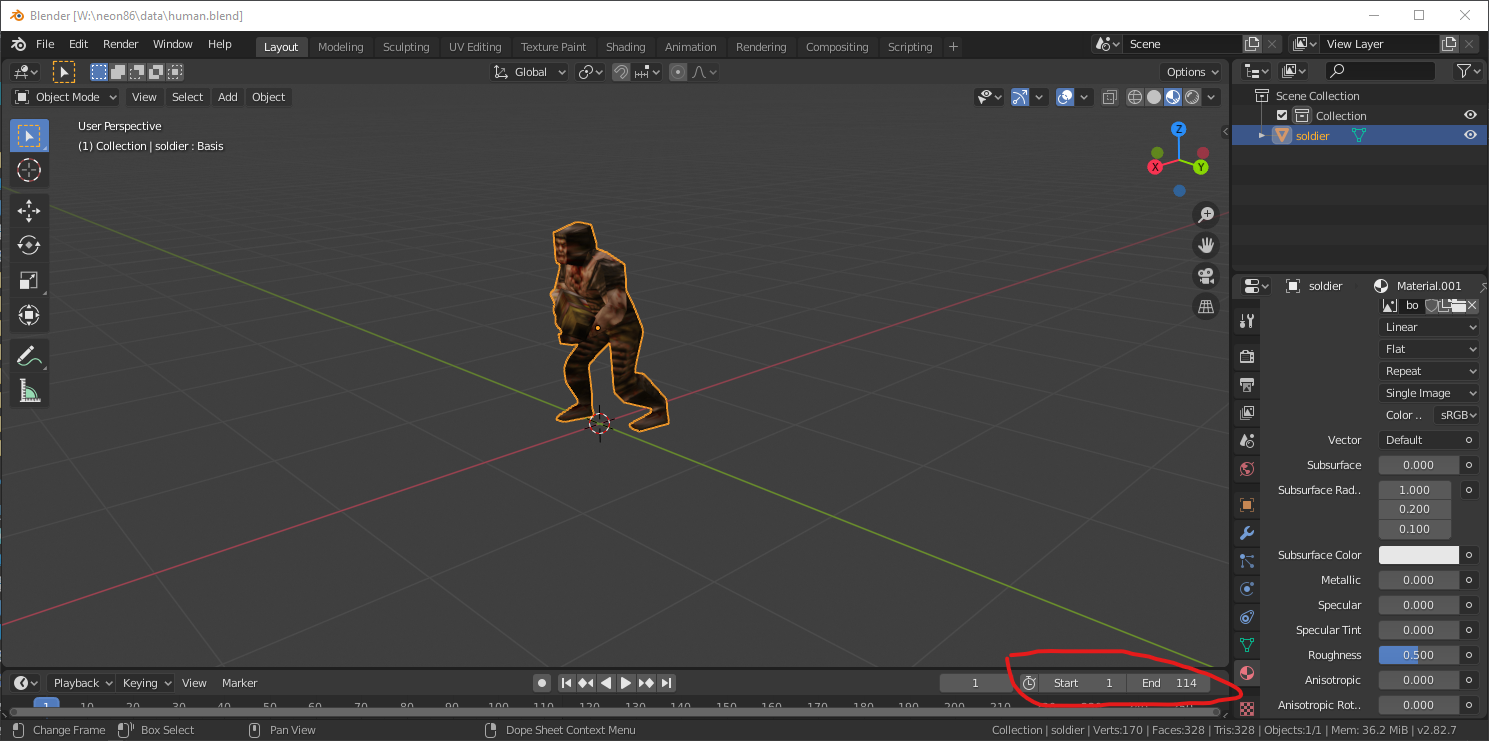 Blender [W:\neon86\data\human.blend]
File Edit Render Window Help Layout Modeling Sculpting UV Editing Texture Paint Shading Animation Rendering Compositing Scripting + Scene View Layer
Global Options
Object Mode View Select Add Object
User Perspective
(1) Collection | soldier : Basis
Z
X
Y
Scene Collection
Collection
soldier
soldier Material.001
bo
Linear
Flat
Repeat
Single Image
Color .. sRGB
Vector Default
Subsurface 0.000
Subsurface Rad.. 1.000
0.200
0.100
Subsurface Color
Metallic 0.000
Specular 0.000
Specular Tint 0.000
Roughness 0.500
Anisotropic 0.000
Anisotropic Rot.. 0.000
Playback Keying View Marker 1 Start 1 End 114
1 10 20 30 40 50 60 70 80 90 100 110 120 130 140 150 160 170 180 190 200 210
Change Frame Box Select Pan View Dope Sheet Context Menu Collection | soldier | Verts:170 | Faces:328 | Tris:328 | Objects:1/1 | Mem: 36.2 MiB | v2.82.7